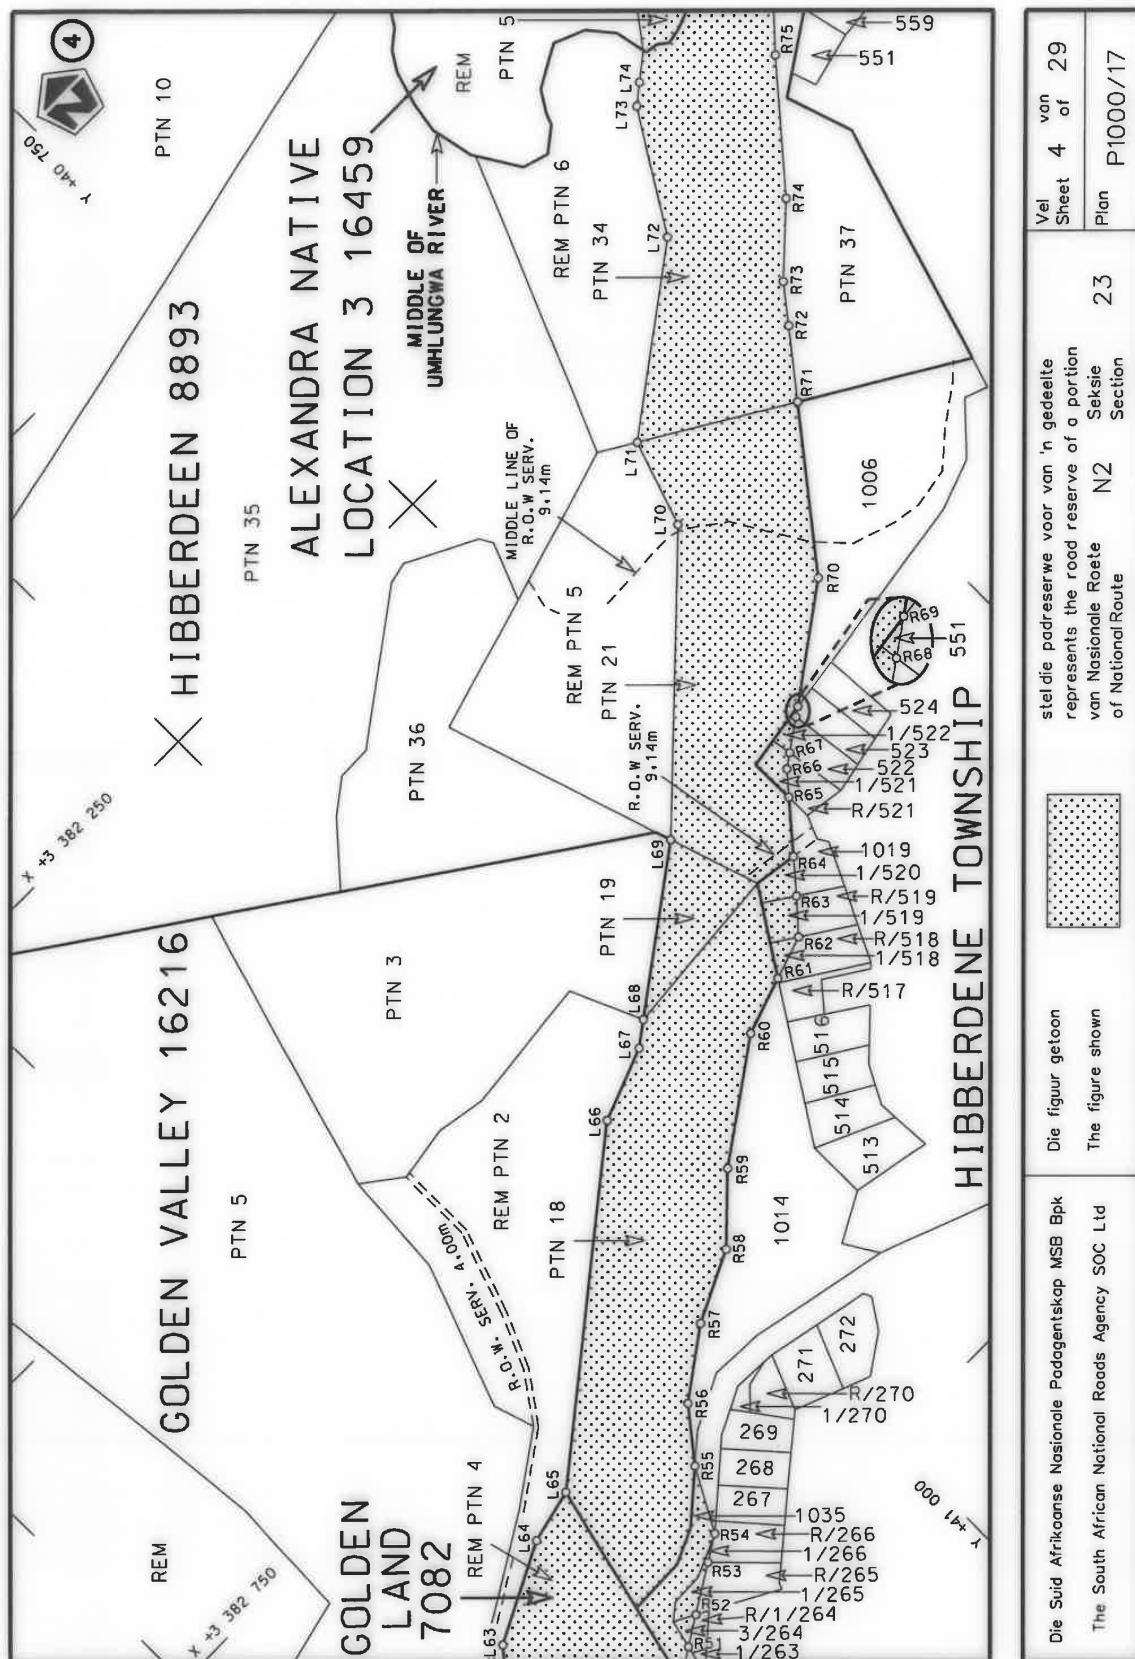 4
Y +40 750
PTN 10
REM
PTN 5
559
551
R75
L74
L73
ALEXANDRA NATIVE
LOCATION 3 16459
MIDDLE OF
UMHLUNGWA RIVER
REM PTN 6
PTN 34
L72
R74
R73
R72
R71
PTN 37
HIBBERDEEN 8893
PTN 35
L71
L70
MIDDLE LINE OF
R.O.W SERV.
9,14m
1006
R70
REM PTN 5
PTN 21
PTN 36
R69
R68
551
524
1/522
523
522
1/521
R/521
R67
R66
R65
R.O.W SERV.
9,14m
X +3 382 250
L69
R64
1019
1/520
R63
R/519
1/519
R62
R/518
1/518
R61
R/517
GOLDEN VALLEY 16216
PTN 3
PTN 19
L68
L67
L66
R60
516
515
514
513
HIBBERDENE TOWNSHIP
PTN 5
REM PTN 2
PTN 18
R59
R58
1014
R.O.W. SERV. 4,00m
R57
272
271
R56
R/270
1/270
269
R55
268
267
REM
X +3 382 750
GOLDEN
LAND
7082
REM PTN 4
L65
L64
L63
1035
R54
R/266
1/266
R53
R/265
1/265
R52
R/1/264
3/264
R51
1/263
Y +41 000
Die Suid Afrikaanse Nasionale Padagentskap MSB Bpk
The South African National Roads Agency SOC Ltd
Die figuur getoon
The figure shown
stel die padreserwe voor van 'n gedeelte
represents the road reserve of a portion
van Nasionale Roete N2 Seksie 23
of National Route Section
Vel van
Sheet 4 of 29
Plan P1000/17